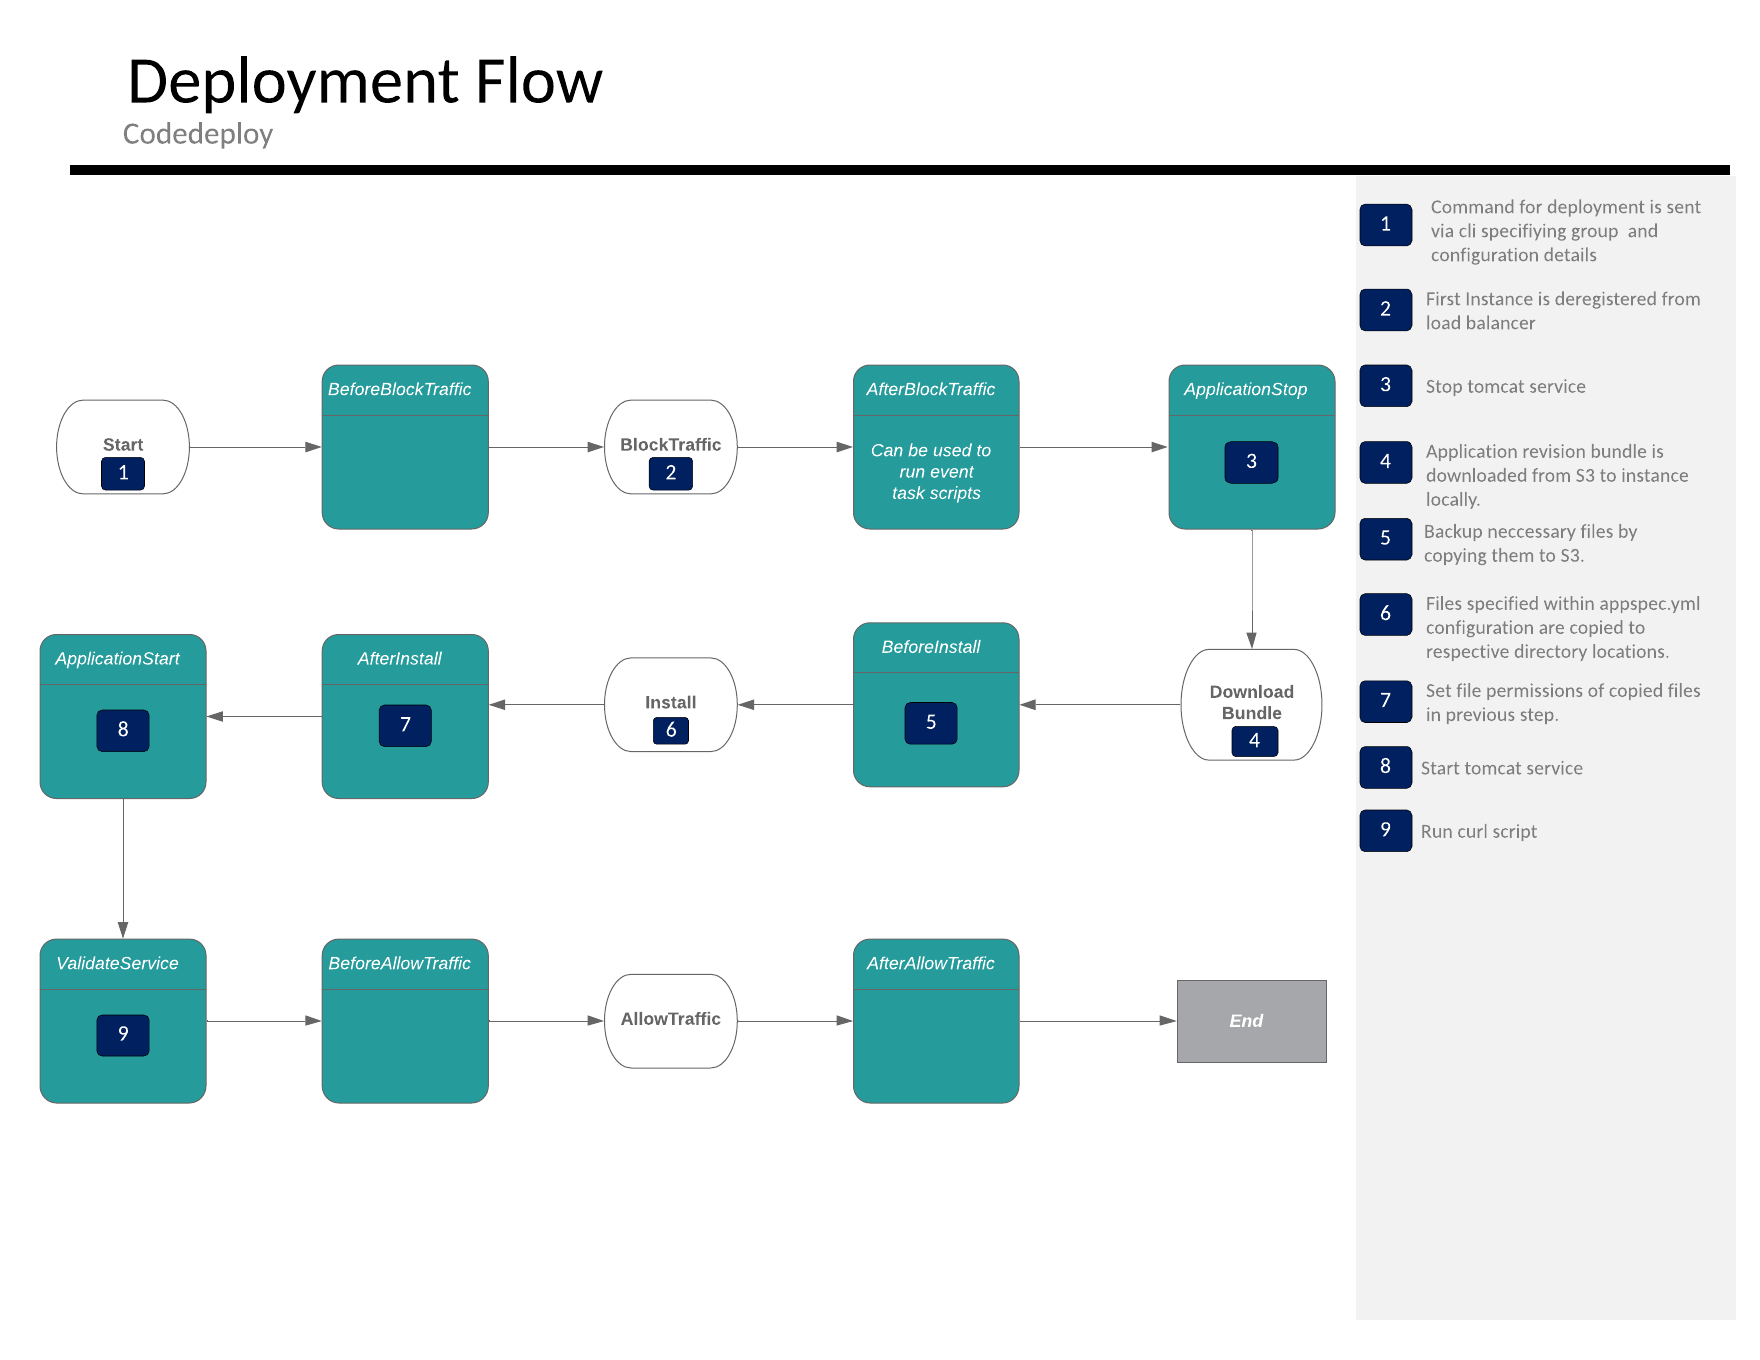 Deployment Flow
Codedeploy
BeforeBlockTraffic
AfterBlockTraffic
ApplicationStop
Start
1
BlockTraffic
2
Can be used to
run event
task scripts
3
ApplicationStart
AfterInstall
BeforeInstall
8
7
Install
6
5
Download
Bundle
4
ValidateService
BeforeAllowTraffic
AfterAllowTraffic
9
AllowTraffic
End
1
Command for deployment is sent
via cli specifiying group  and
configuration details
2
First Instance is deregistered from
load balancer
3
Stop tomcat service
4
Application revision bundle is
downloaded from S3 to instance
locally.
5
Backup neccessary files by
copying them to S3.
6
Files specified within appspec.yml
configuration are copied to
respective directory locations.
7
Set file permissions of copied files
in previous step.
8
Start tomcat service
9
Run curl script